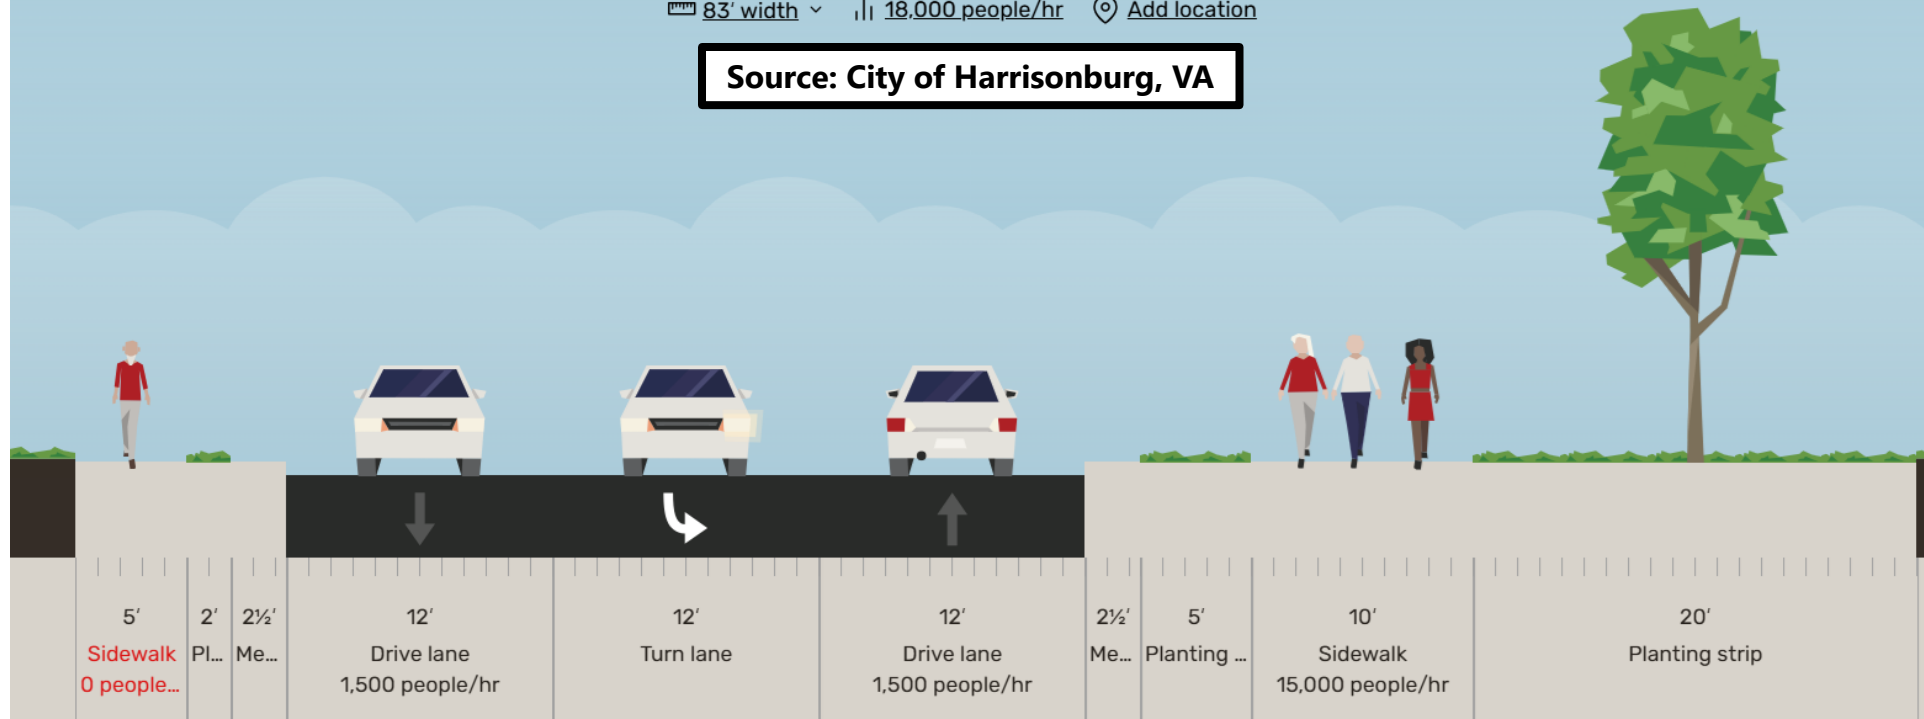 83′ width 18,000 people/hr Add location
Source: City of Harrisonburg, VA
5′ 2′ 2½′ 12′ 12′ 12′ 2½′ 5′ 10′ 20′
Sidewalk Pl... Me... Drive lane Turn lane Drive lane Me... Planting ... Sidewalk Planting strip
0 people... 1,500 people/hr 1,500 people/hr 15,000 people/hr